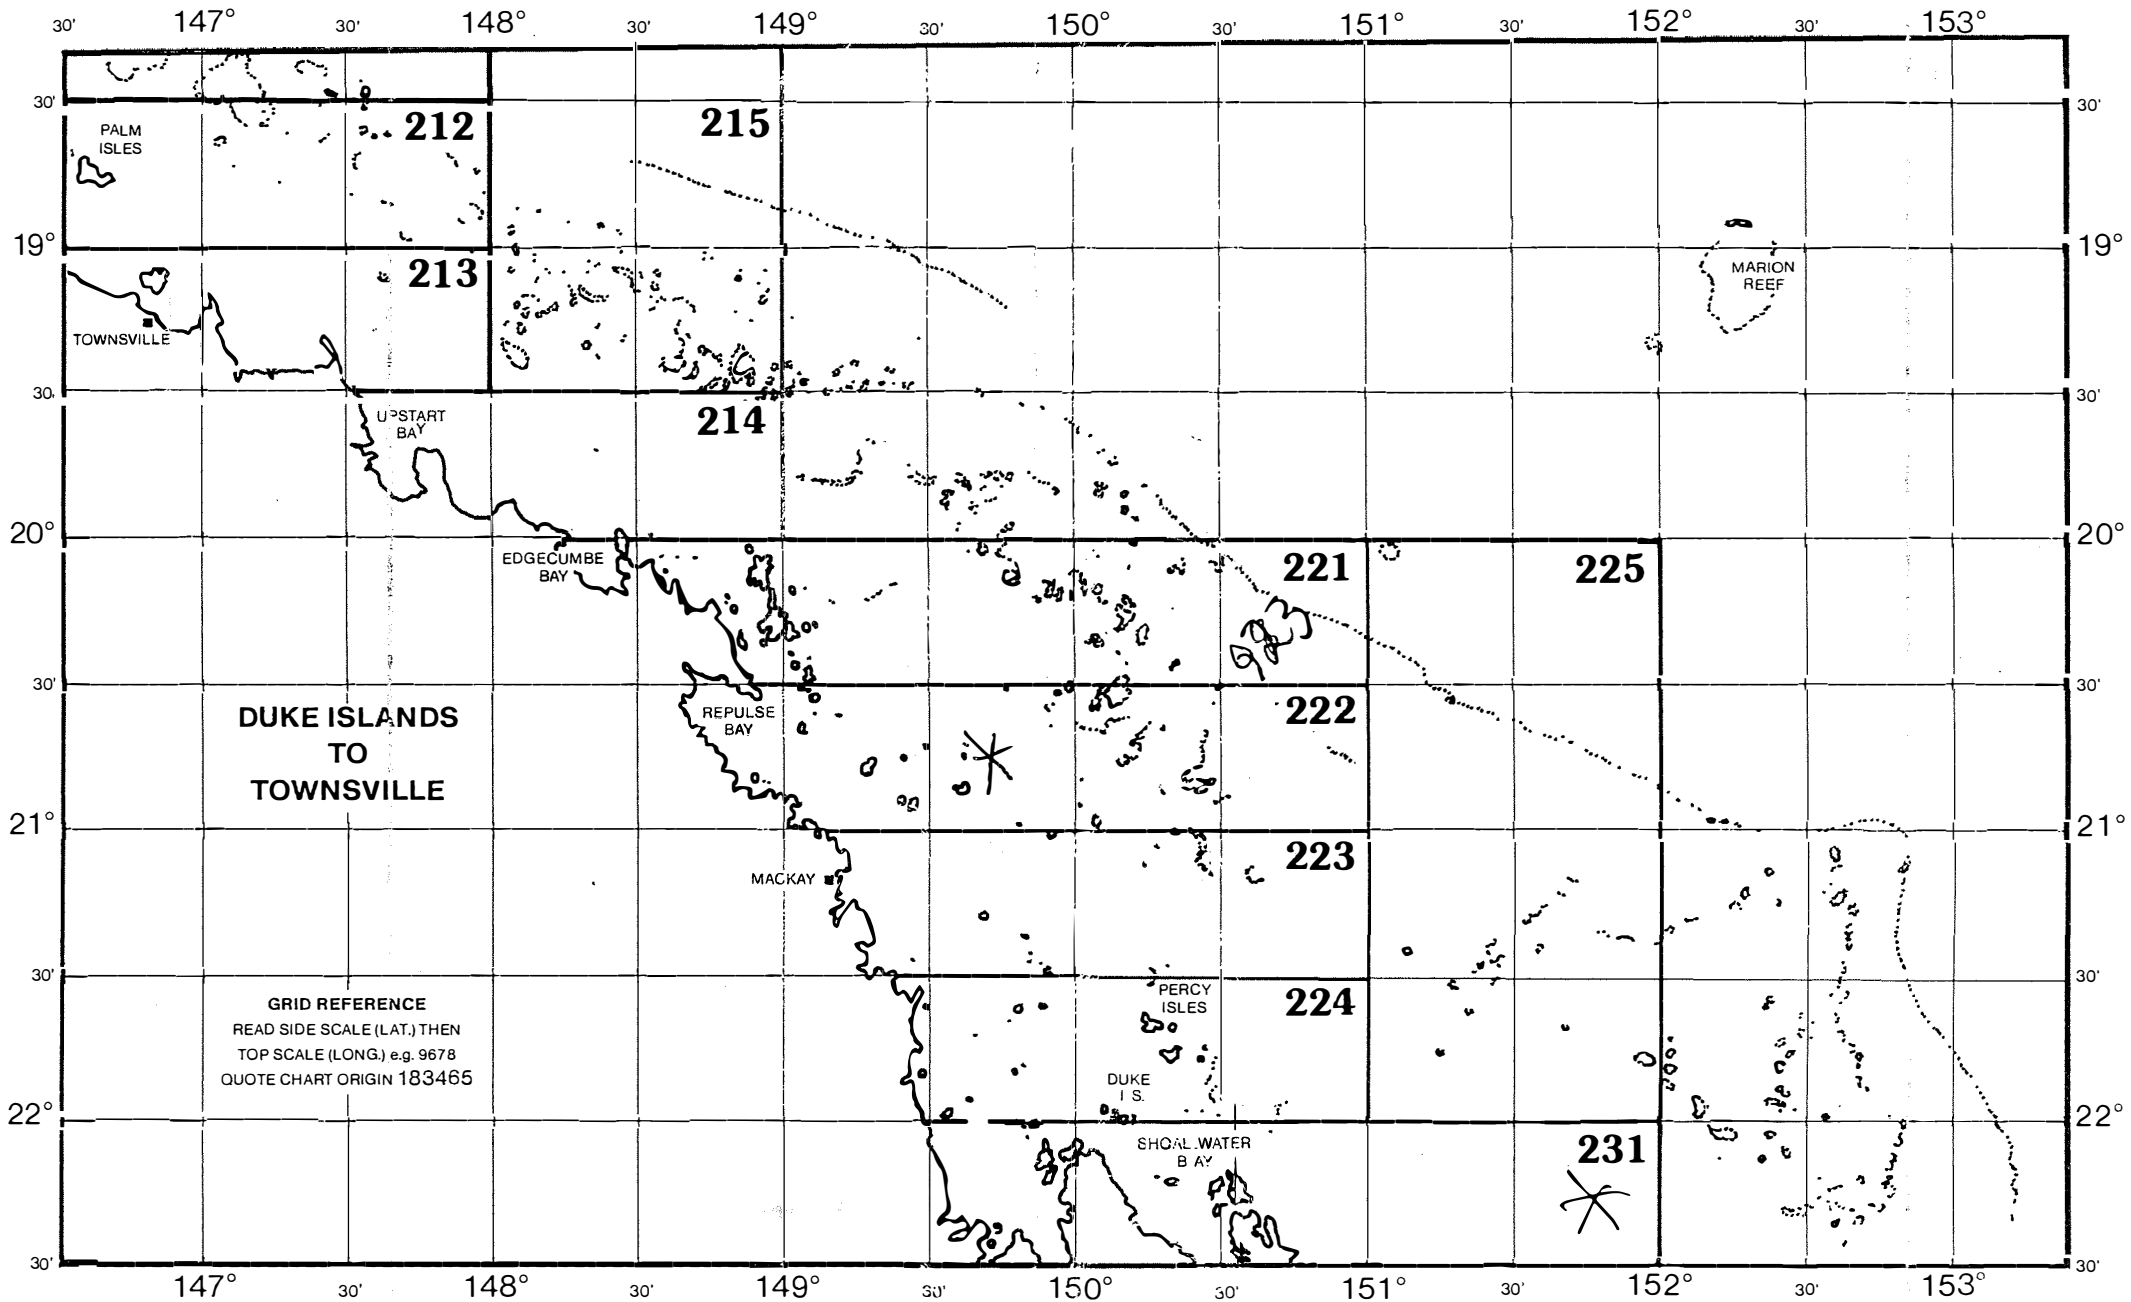 30' 147° 30' 148° 30' 149° 30' 150° 30' 151° 30' 152° 30' 153°
30' 212 215 30'
PALM
ISLES
19° 19°
213
MARION
REEF
TOWNSVILLE
30' 30'
214
UPSTART
BAY
20° 20°
EDGECUMBE
BAY
221 225
30' 30'
222
REPULSE
BAY
DUKE ISLANDS
TO
TOWNSVILLE
21° 21°
223
MACKAY
30' 30'
PERCY
ISLES
224
GRID REFERENCE
READ SIDE SCALE (LAT.) THEN
TOP SCALE (LONG.) e.g. 9678
QUOTE CHART ORIGIN 183465
DUKE
IS.
22° 22°
SHOALWATER
BAY
231
30' 30'
147° 30' 148° 30' 149° 30' 150° 30' 151° 30' 152° 30' 153°